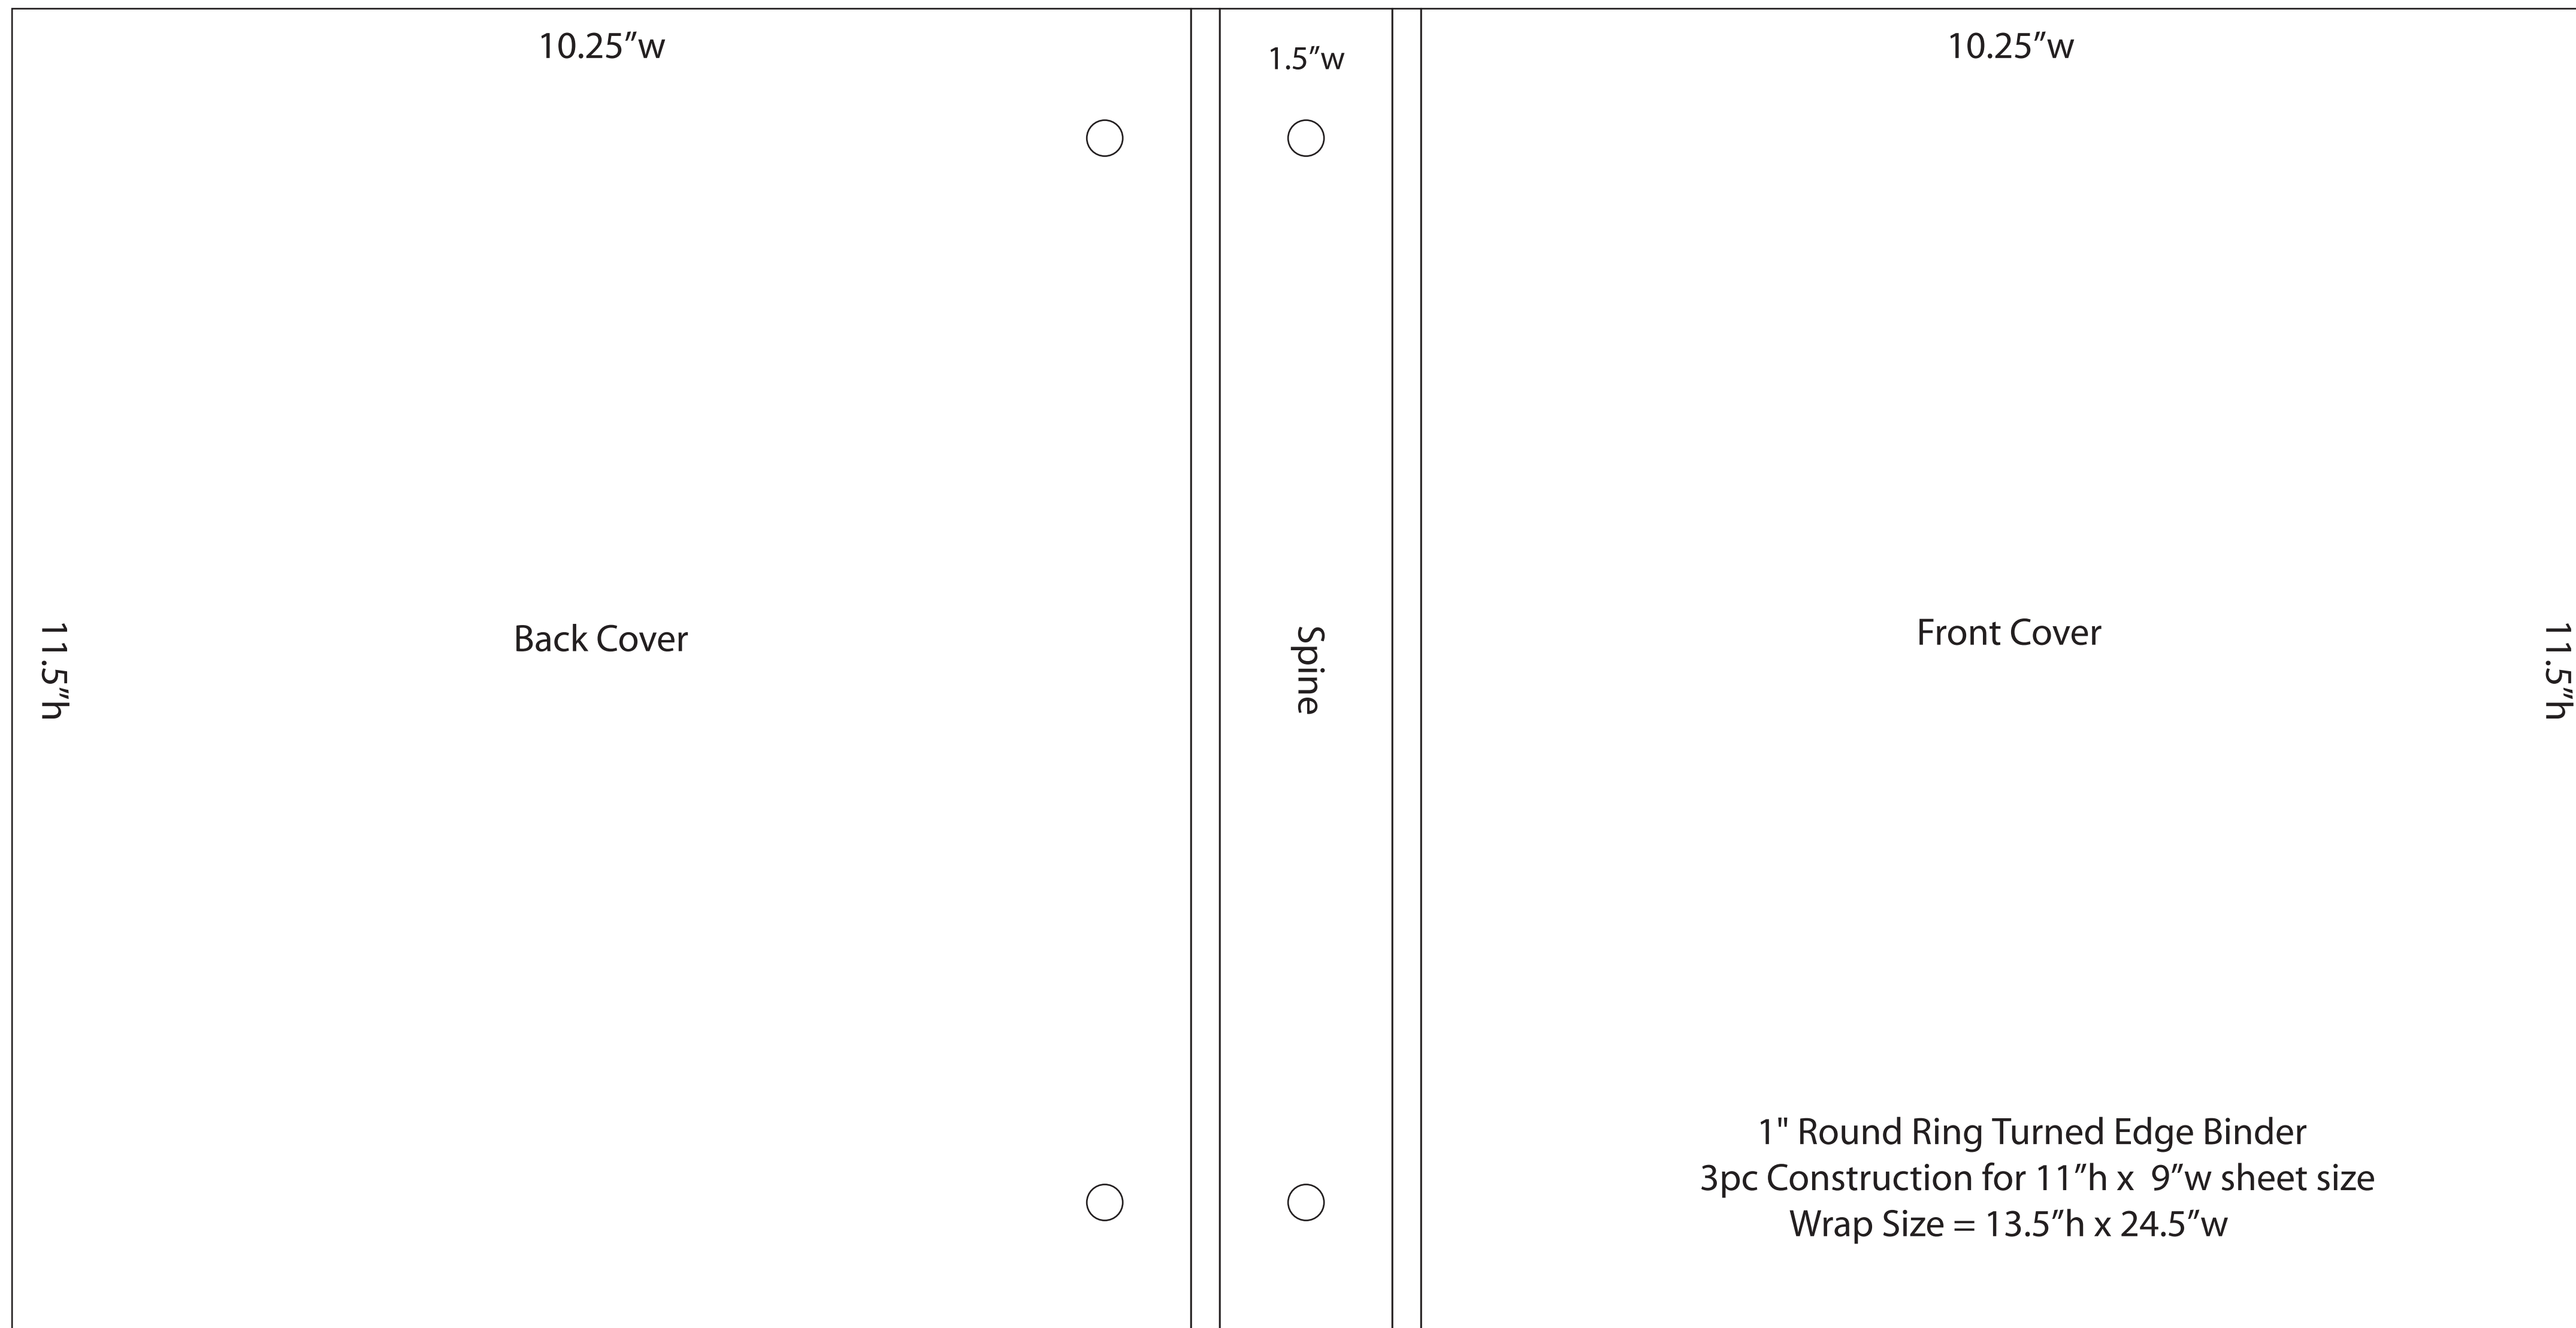 10.25”w
1.5”w
10.25”w
11.5”h
Back Cover
Spine
Front Cover
11.5”h
1" Round Ring Turned Edge Binder
3pc Construction for 11”h x  9”w sheet size
Wrap Size = 13.5”h x 24.5”w